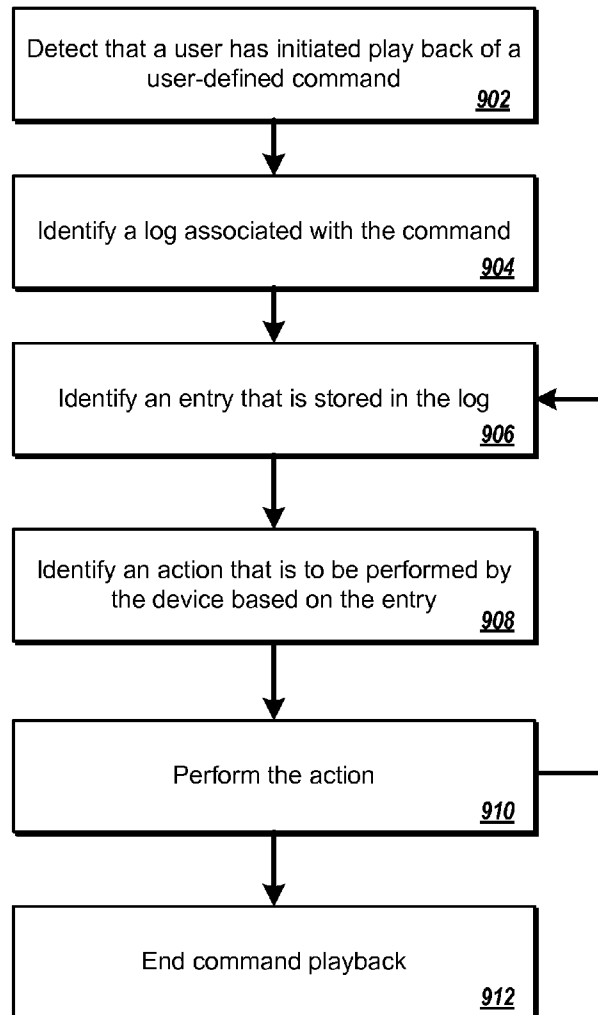 Detect that a user has initiated play back of a
user-defined command
902
Identify a log associated with the command
904
Identify an entry that is stored in the log
906
Identify an action that is to be performed by
the device based on the entry
908
Perform the action
910
End command playback
912